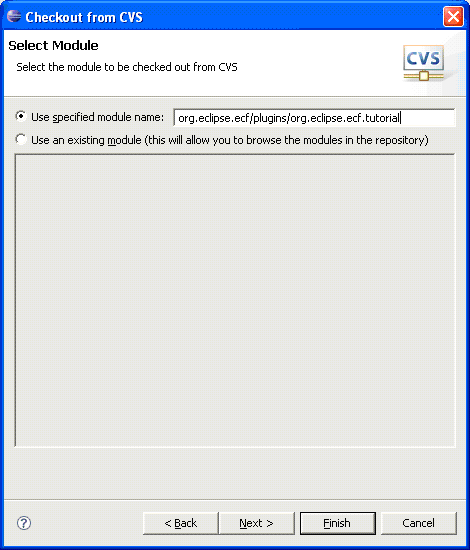 Checkout from CVS
Select Module
Select the module to be checked out from CVS
CVS
Use specified module name: org.eclipse.ecf/plugins/org.eclipse.ecf.tutorial
Use an existing module (this will allow you to browse the modules in the repository)
? < Back Next > Finish Cancel